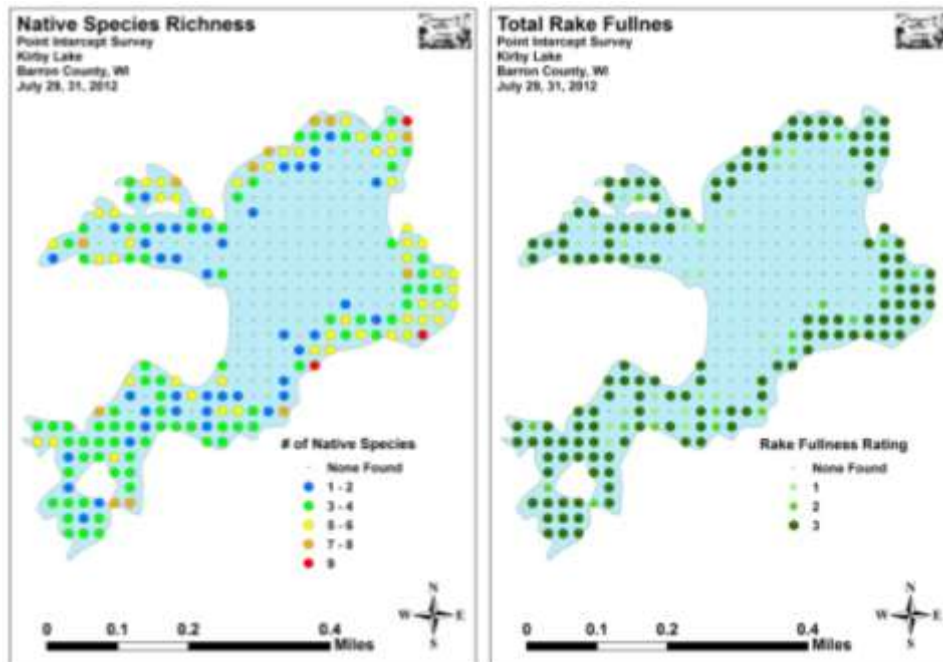 Native Species Richness
Point Intercept Survey
Kirby Lake
Barron County, WI
July 29, 31, 2012
# of Native Species
None Found
1 - 2
3 - 4
5 - 6
7 - 8
9
N
W E
S
0 0.1 0.2 0.4
Miles
Total Rake Fullnes
Point Intercept Survey
Kirby Lake
Barron County, WI
July 29, 31, 2012
Rake Fullness Rating
None Found
1
2
3
N
W E
S
0 0.1 0.2 0.4
Miles